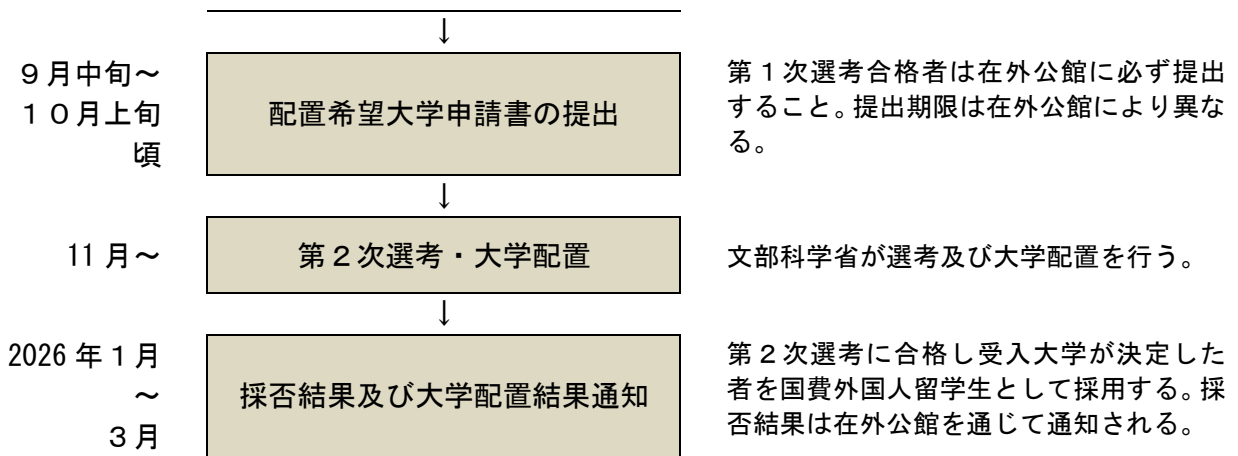 ↓
9月中旬～
10月上旬
頃
配置希望大学申請書の提出
第1次選考合格者は在外公館に必ず提出
すること。提出期限は在外公館により異な
る。
↓
11月～
第2次選考・大学配置
文部科学省が選考及び大学配置を行う。
↓
2026年1月
～
3月
採否結果及び大学配置結果通知
第2次選考に合格し受入大学が決定した
者を国費外国人留学生として採用する。採
否結果は在外公館を通じて通知される。